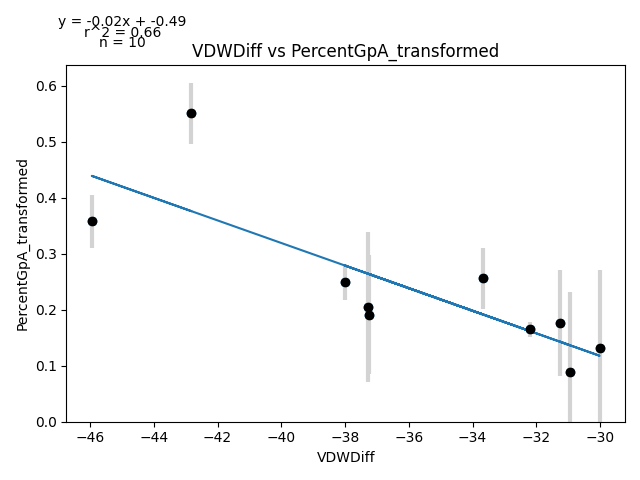 y = -0.02x + -0.49
r^2 = 0.66
n = 10
VDWDiff vs PercentGpA_transformed
PercentGpA_transformed
0.6
0.5
0.4
0.3
0.2
0.1
0.0
−46 −44 −42 −40 −38 −36 −34 −32 −30
VDWDiff